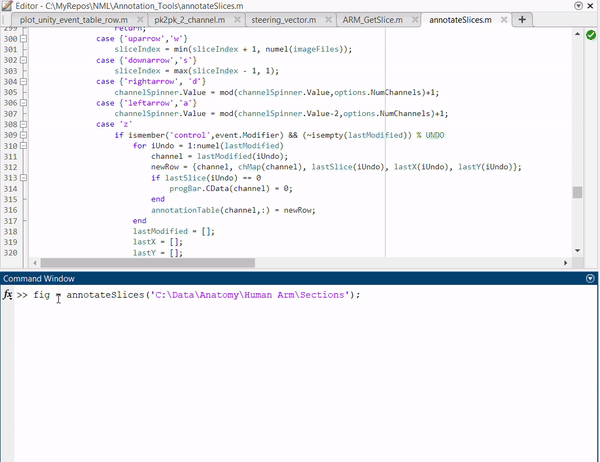 Editor - C:\MyRepos\NML\Annotation_Tools\annotateSlices.m
plot_unity_event_table_row.m pk2pk_2_channel.m steering_vector.m ARM_GetSlice.m annotateSlices.m
299 return;
300 case {'uparrow','w'}
301 sliceIndex = min(sliceIndex + 1, numel(imageFiles));
302 case {'downarrow','s'}
303 sliceIndex = max(sliceIndex - 1, 1);
304 case {'rightarrow', 'd'}
305 channelSpinner.Value = mod(channelSpinner.Value,options.NumChannels)+1;
306 case {'leftarrow','a'}
307 channelSpinner.Value = mod(channelSpinner.Value-2,options.NumChannels)+1;
308 case 'z'
309 if ismember('control',event.Modifier) && (~isempty(lastModified)) % UNDO
310 for iUndo = 1:numel(lastModified)
311 channel = lastModified(iUndo);
312 newRow = {channel, chMap(channel), lastSlice(iUndo), lastX(iUndo), lastY(iUndo)};
313 if lastSlice(iUndo) == 0
314 progBar.CData(channel) = 0;
315 end
316 annotationTable(channel,:) = newRow;
317 end
318 lastModified = [];
319 lastX = [];
320 lastY = [];
Command Window
fx >> fig = annotateSlices('C:\Data\Anatomy\Human Arm\Sections');